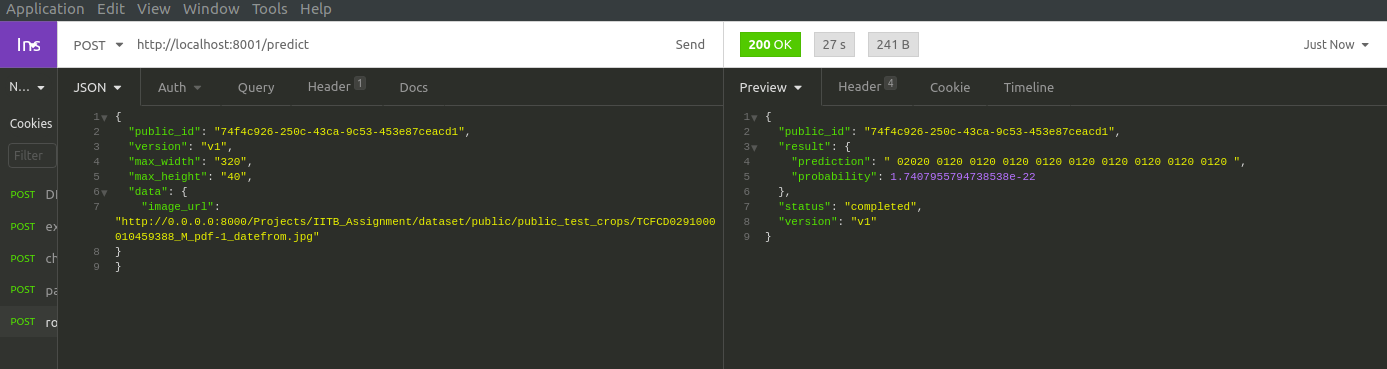 Application Edit View Window Tools Help
Ins
POST http://localhost:8001/predict Send
200 OK 27 s 241 B Just Now
N...
JSON Auth Query Header 1 Docs
Preview Header 4 Cookie Timeline
Cookies
Filter
POST
POST ex
POST ch
POST pa
POST ro
1 {
2 "public_id": "74f4c926-250c-43ca-9c53-453e87ceacd1",
3 "version": "v1",
4 "max_width": "320",
5 "max_height": "40",
6 "data": {
7 "image_url":
"http://0.0.0.0:8000/Projects/IITB_Assignment/dataset/public/public_test_crops/TCFCD0291000
010459388_M_pdf-1_datefrom.jpg"
8 }
9 }
1 {
2 "public_id": "74f4c926-250c-43ca-9c53-453e87ceacd1",
3 "result": {
4 "prediction": " 02020 0120 0120 0120 0120 0120 0120 0120 0120 0120 ",
5 "probability": 1.7407955794738538e-22
6 },
7 "status": "completed",
8 "version": "v1"
9 }